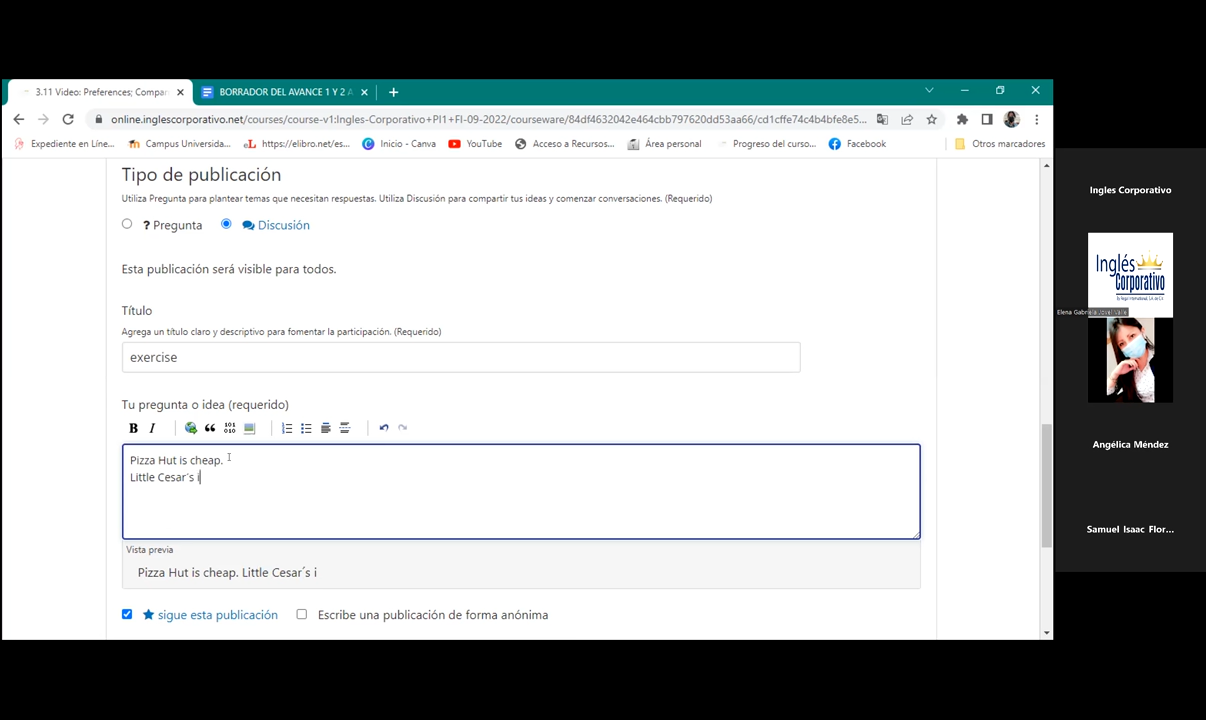 3.11 Video: Preferences; Compar
BORRADOR DEL AVANCE 1 Y 2 A
online.inglescorporativo.net/courses/course-v1:Ingles-Corporativo+PI1+FI-09-2022/courseware/84df4632042e464cbb797620dd53aa66/cd1cffe74c4b4bfe8e5...
Expediente en Líne...
Campus Universida...
https://elibro.net/es...
Inicio - Canva
YouTube
Acceso a Recursos...
Área personal
Progreso del curso...
Facebook
Otros marcadores
Tipo de publicación
Utiliza Pregunta para plantear temas que necesitan respuestas. Utiliza Discusión para compartir tus ideas y comenzar conversaciones. (Requerido)
? Pregunta
Discusión
Esta publicación será visible para todos.
Título
Agrega un título claro y descriptivo para fomentar la participación. (Requerido)
exercise
Tu pregunta o idea (requerido)
B I
101
010
Pizza Hut is cheap.
Little Cesar´s i
Vista previa
Pizza Hut is cheap. Little Cesar´s i
sigue esta publicación
Escribe una publicación de forma anónima
Ingles Corporativo
Inglés
Corporativo
Elena Gabriela Jovel Valle
Angélica Méndez
Samuel Isaac Flor...